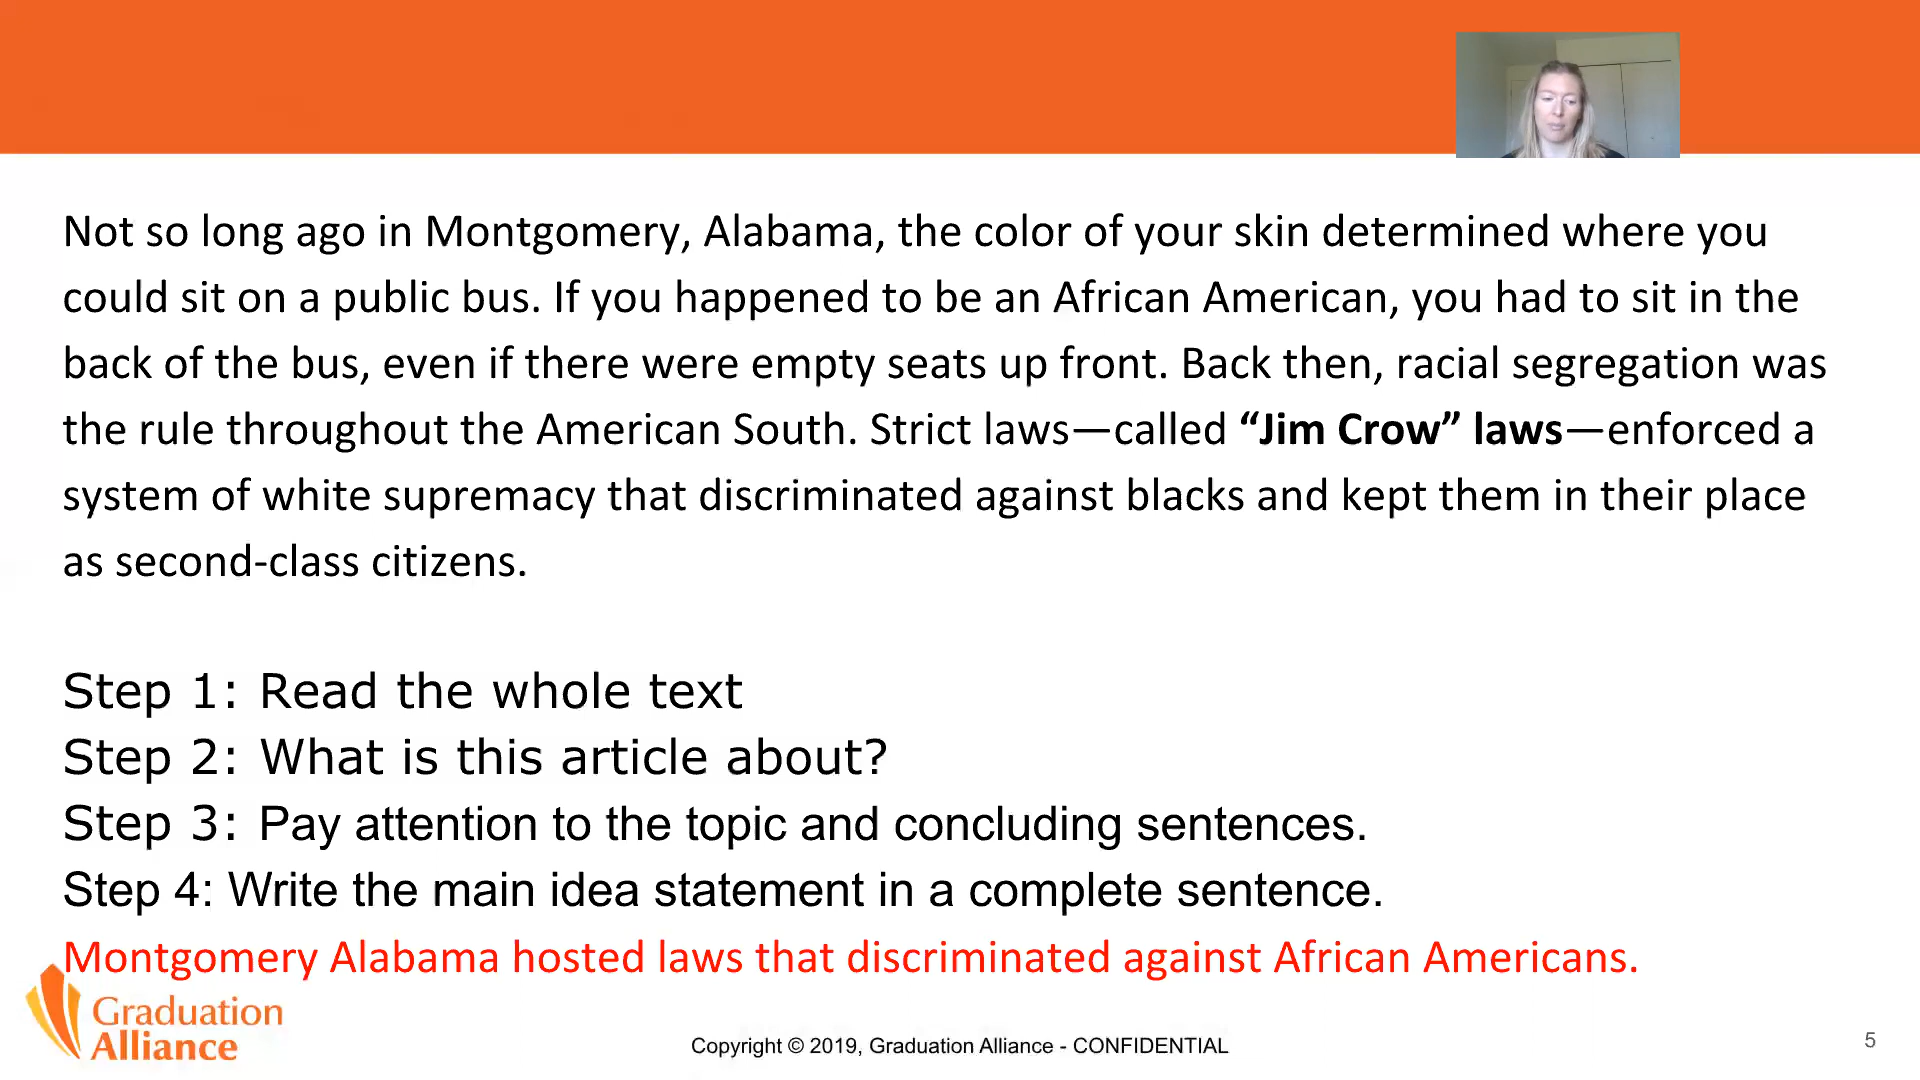 Not so long ago in Montgomery, Alabama, the color of your skin determined where you
could sit on a public bus. If you happened to be an African American, you had to sit in the
back of the bus, even if there were empty seats up front. Back then, racial segregation was
the rule throughout the American South. Strict laws—called “Jim Crow” laws—enforced a
system of white supremacy that discriminated against blacks and kept them in their place
as second-class citizens.
Step 1: Read the whole text
Step 2: What is this article about?
Step 3: Pay attention to the topic and concluding sentences.
Step 4: Write the main idea statement in a complete sentence.
Montgomery Alabama hosted laws that discriminated against African Americans.
Graduation
Alliance
Copyright © 2019, Graduation Alliance - CONFIDENTIAL
5